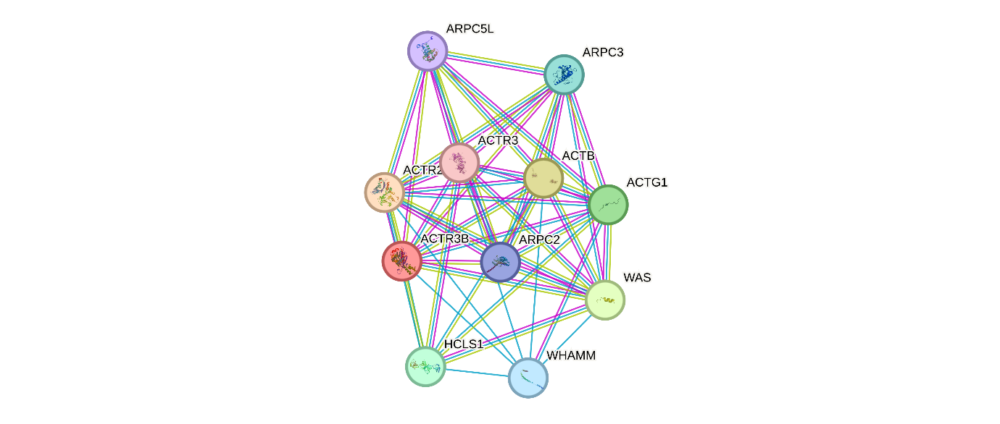 ARPC5L
ARPC3
ACTR3
ACTB
ACTR2
ACTG1
ACTR3B
ARPC2
WAS
HCLS1
WHAMM